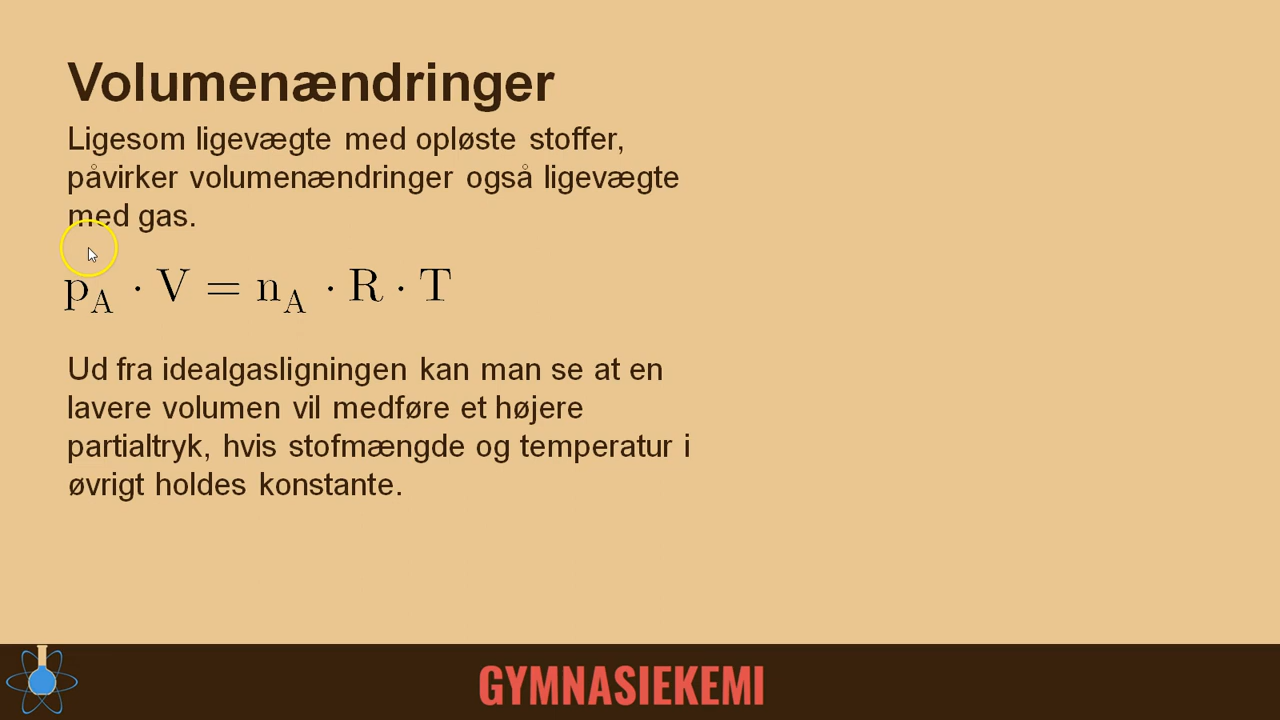 Volumenændringer
Ligesom ligevægte med opløste stoffer,
påvirker volumenændringer også ligevægte
med gas.
p_A · V = n_A · R · T
Ud fra idealgasligningen kan man se at en
lavere volumen vil medføre et højere
partialtryk, hvis stofmængde og temperatur i
øvrigt holdes konstante.
GYMNASIEKEMI